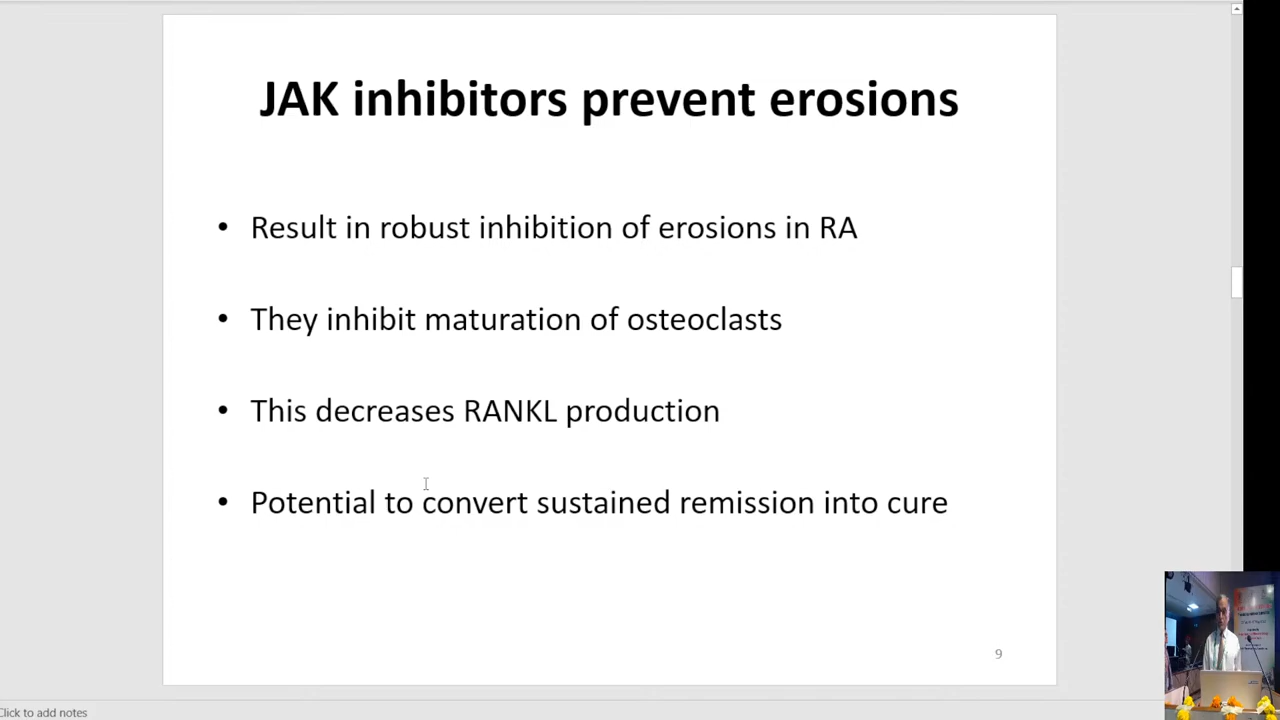 JAK inhibitors prevent erosions
• Result in robust inhibition of erosions in RA
• They inhibit maturation of osteoclasts
• This decreases RANKL production
• Potential to convert sustained remission into cure
9
Click to add notes